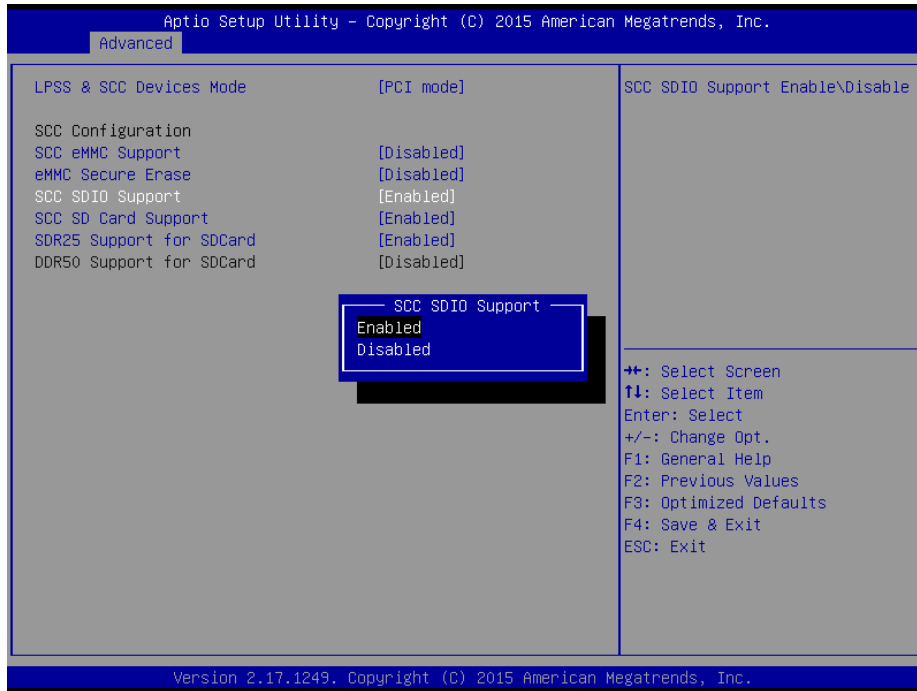 Aptio Setup Utility – Copyright (C) 2015 American Megatrends, Inc.
Advanced
LPSS & SCC Devices Mode [PCI mode]
SCC Configuration
SCC eMMC Support [Disabled]
eMMC Secure Erase [Disabled]
SCC SDIO Support [Enabled]
SCC SD Card Support [Enabled]
SDR25 Support for SDCard [Enabled]
DDR50 Support for SDCard [Disabled]
SCC SDIO Support
Enabled
Disabled
SCC SDIO Support Enable\Disable
→←: Select Screen
↑↓: Select Item
Enter: Select
+/-: Change Opt.
F1: General Help
F2: Previous Values
F3: Optimized Defaults
F4: Save & Exit
ESC: Exit
Version 2.17.1249. Copyright (C) 2015 American Megatrends, Inc.